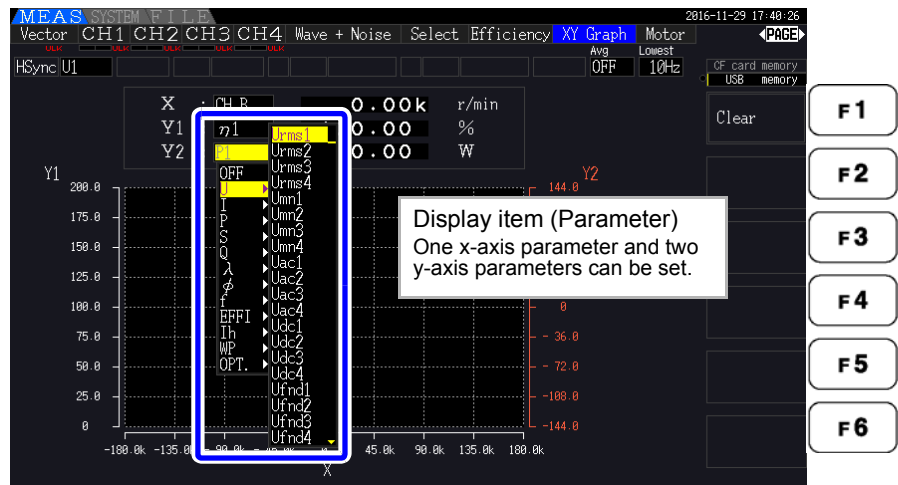 MEAS SYSTEM FILE 2016-11-29 17:40:26
Vector CH1 CH2 CH3 CH4 Wave + Noise Select Efficiency XY Graph Motor ◀PAGE▶
Avg Lowest
HSync U1 OFF 10Hz
CF card memory
USB memory
X : CH B 0.00k r/min
Y1 η1 0.00 %
Y2 P1 0.00 W
Clear
OFF
U
I
P
S
Q
λ
φ
f
EFFI
Ih
WP
OPT.
Urms1
Urms2
Urms3
Urms4
Umn1
Umn2
Umn3
Umn4
Uac1
Uac2
Uac3
Uac4
Udc1
Udc2
Udc3
Udc4
Ufnd1
Ufnd2
Ufnd3
Ufnd4
Y1
200.0
175.0
150.0
125.0
100.0
75.0
50.0
25.0
0
Y2
144.0
0
- 36.0
- 72.0
-108.0
-144.0
-180.0k -135.0k - 90.0k - 45.0k 45.0k 90.0k 135.0k 180.0k
X
Display item (Parameter)
One x-axis parameter and two
y-axis parameters can be set.
F1
F2
F3
F4
F5
F6